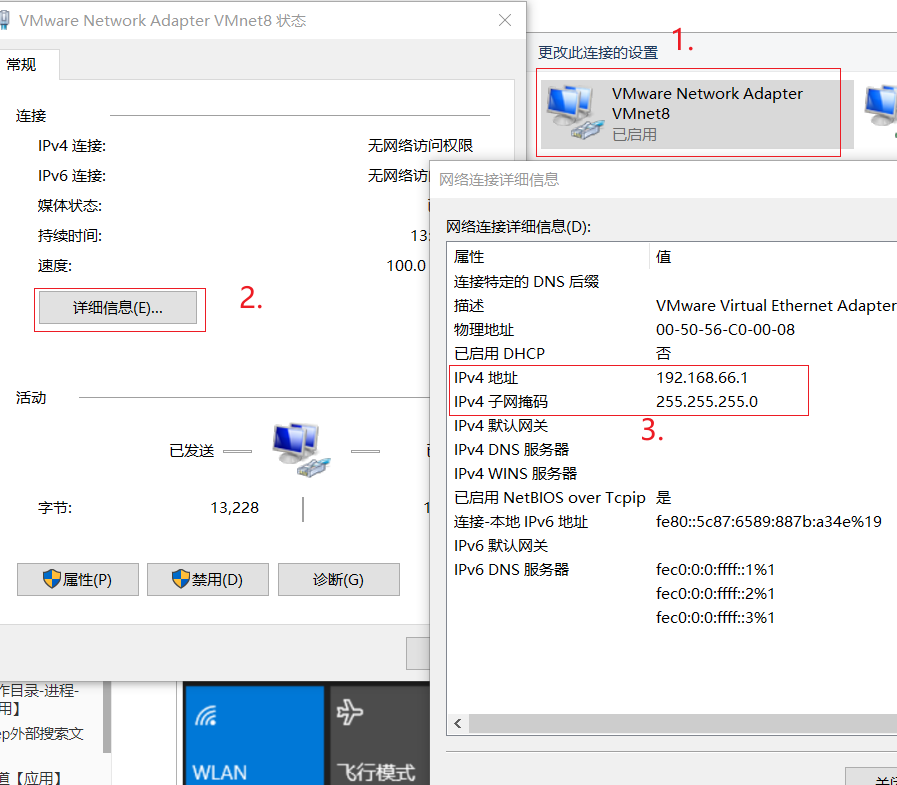 VMware Network Adapter VMnet8 状态
常规
连接
IPv4 连接:
无网络访问权限
IPv6 连接:
无网络访
媒体状态:
持续时间:
13:
速度:
100.0
详细信息(E)...
2.
活动
已发送
字节:
13,228
属性(P)
禁用(D)
诊断(G)
更改此连接的设置
1.
VMware Network Adapter
VMnet8
已启用
网络连接详细信息
网络连接详细信息(D):
属性
值
连接特定的 DNS 后缀
描述
VMware Virtual Ethernet Adapter
物理地址
00-50-56-C0-00-08
已启用 DHCP
否
IPv4 地址
192.168.66.1
IPv4 子网掩码
255.255.255.0
IPv4 默认网关
3.
IPv4 DNS 服务器
IPv4 WINS 服务器
已启用 NetBIOS over Tcpip
是
连接-本地 IPv6 地址
fe80::5c87:6589:887b:a34e%19
IPv6 默认网关
IPv6 DNS 服务器
fec0:0:0:ffff::1%1
fec0:0:0:ffff::2%1
fec0:0:0:ffff::3%1
作目录-进程-
用】
ep外部搜索文
道【应用】
WLAN
飞行模式